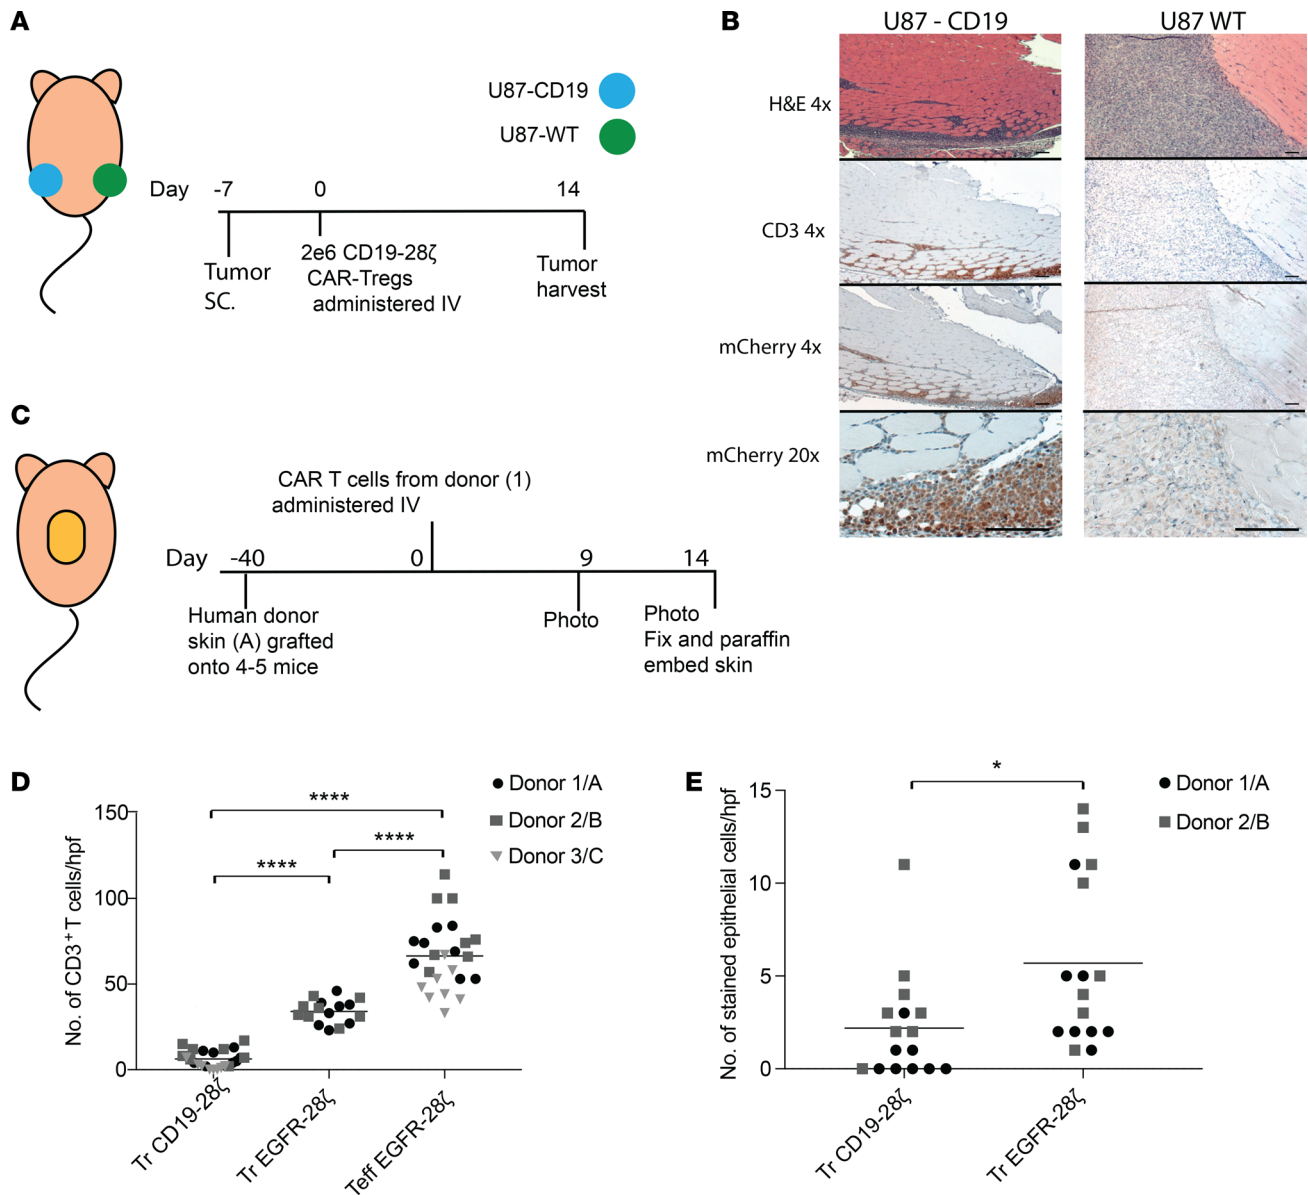 A
U87-CD19
U87-WT
Day
-7
0
14
Tumor
SC.
2e6 CD19-28ζ
CAR-Tregs
administered IV
Tumor
harvest
B
U87 - CD19
U87 WT
H&E 4x
CD3 4x
mCherry 4x
mCherry 20x
C
CAR T cells from donor (1)
administered IV
Day
-40
0
9
14
Human donor
skin (A) grafted
onto 4-5 mice
Photo
Photo
Fix and paraffin
embed skin
D
No. of CD3⁺ T cells/hpf
150
100
50
0
****
****
****
Donor 1/A
Donor 2/B
Donor 3/C
Tr CD19-28ζ
Tr EGFR-28ζ
Teff EGFR-28ζ
E
No. of stained epithelial cells/hpf
15
10
5
0
*
Donor 1/A
Donor 2/B
Tr CD19-28ζ
Tr EGFR-28ζ